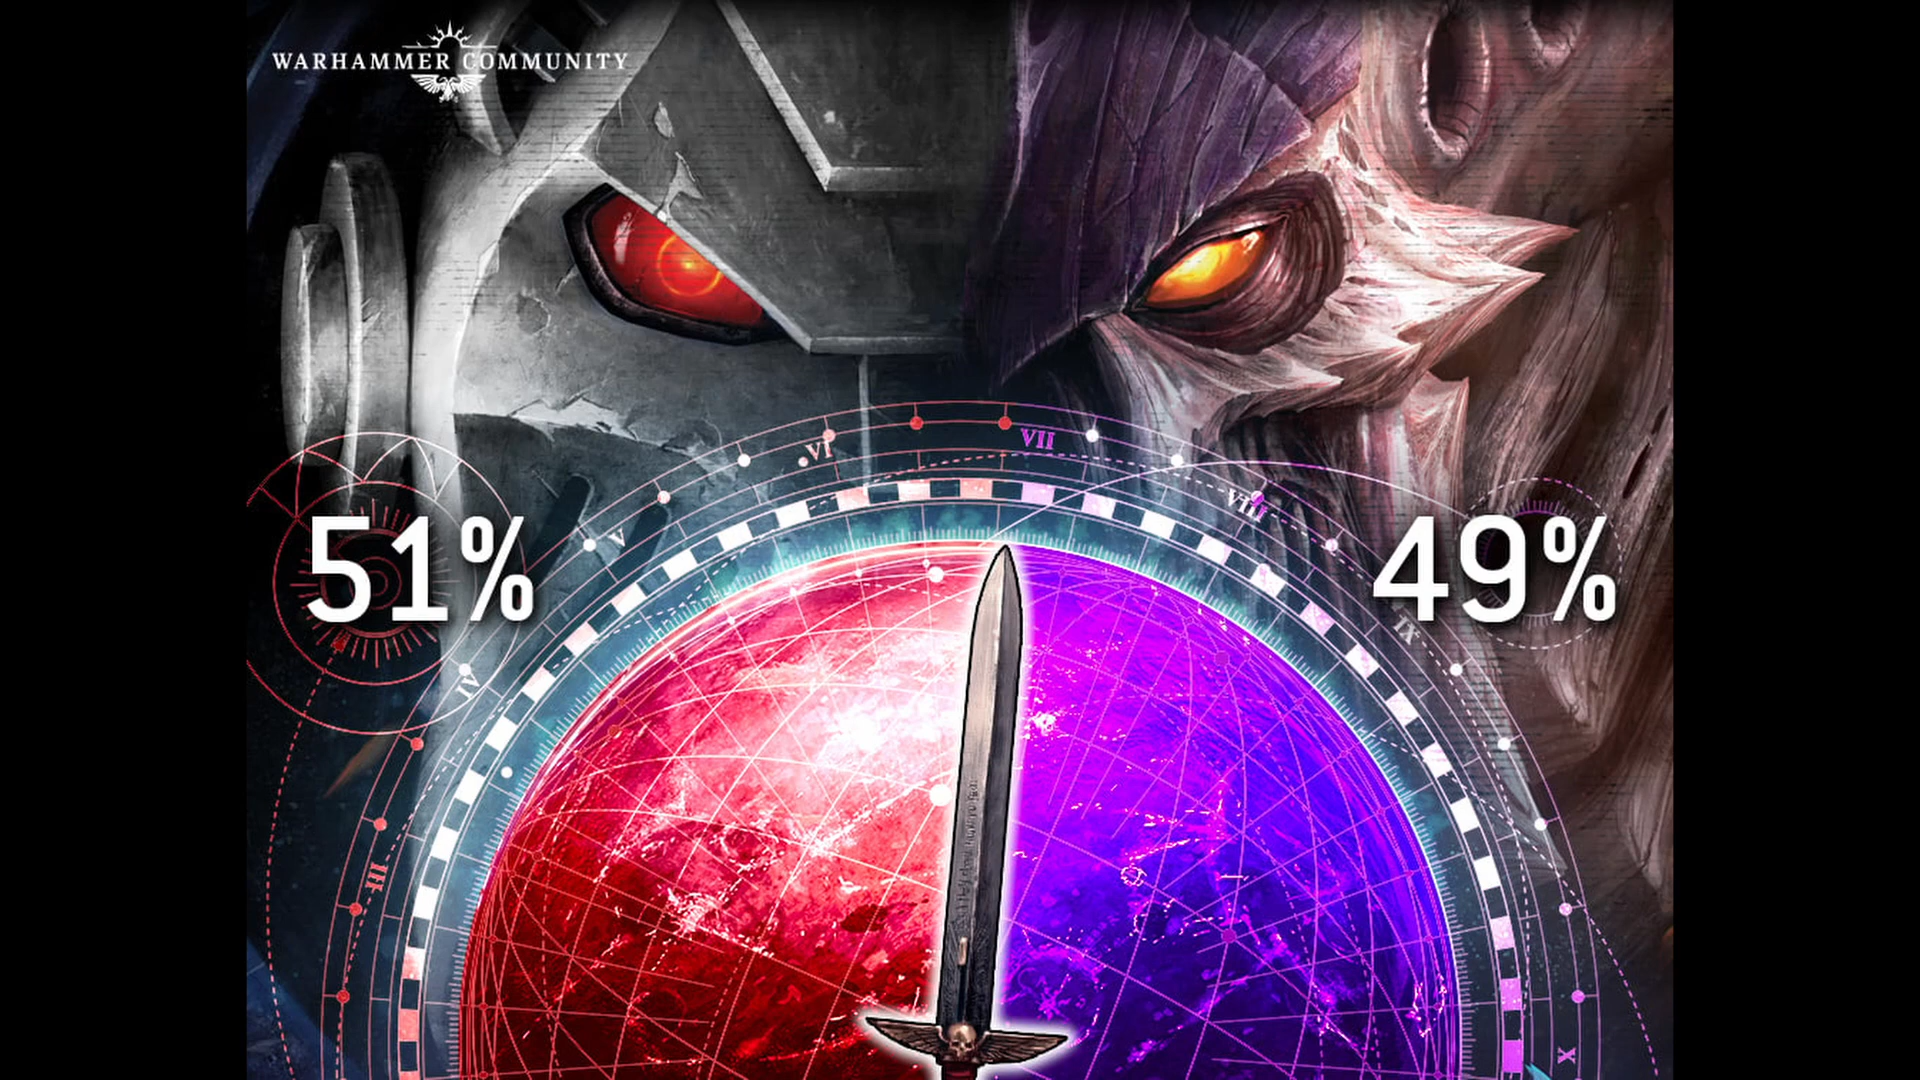 WARHAMMER COMMUNITY
VI
VII
V
VIII
51%
49%
IX
IV
III
X